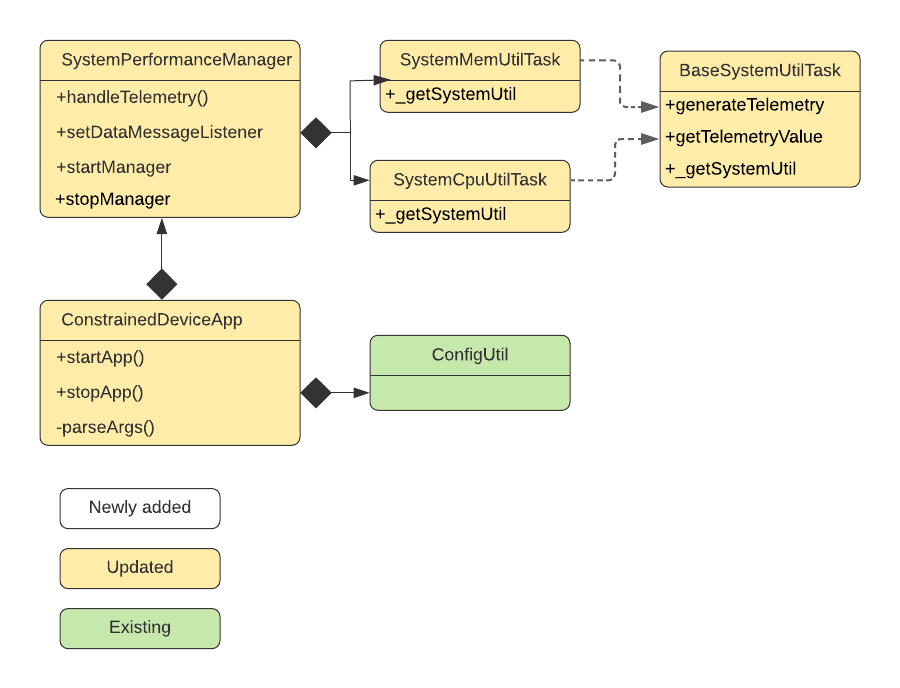 SystemPerformanceManager
+handleTelemetry()
+setDataMessageListener
+startManager
+stopManager
SystemMemUtilTask
+_getSystemUtil
SystemCpuUtilTask
+_getSystemUtil
BaseSystemUtilTask
+generateTelemetry
+getTelemetryValue
+_getSystemUtil
ConstrainedDeviceApp
+startApp()
+stopApp()
-parseArgs()
ConfigUtil
Newly added
Updated
Existing